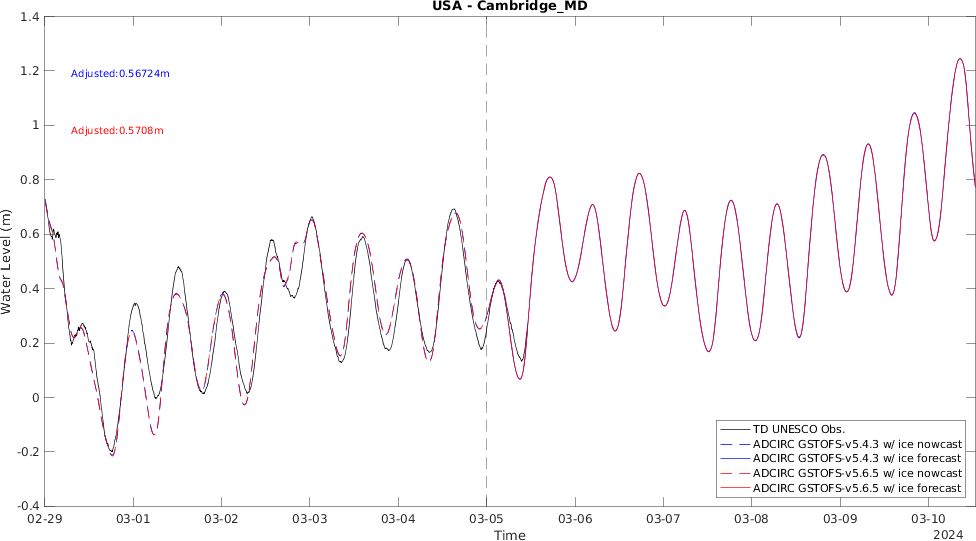 USA - Cambridge_MD
1.4
1.2
1
0.8
0.6
0.4
0.2
0
-0.2
-0.4
Water Level (m)
Adjusted:0.56724m
Adjusted:0.5708m
TD UNESCO Obs.
ADCIRC GSTOFS-v5.4.3 w/ ice nowcast
ADCIRC GSTOFS-v5.4.3 w/ ice forecast
ADCIRC GSTOFS-v5.6.5 w/ ice nowcast
ADCIRC GSTOFS-v5.6.5 w/ ice forecast
02-29 03-01 03-02 03-03 03-04 03-05 03-06 03-07 03-08 03-09 03-10
Time
2024